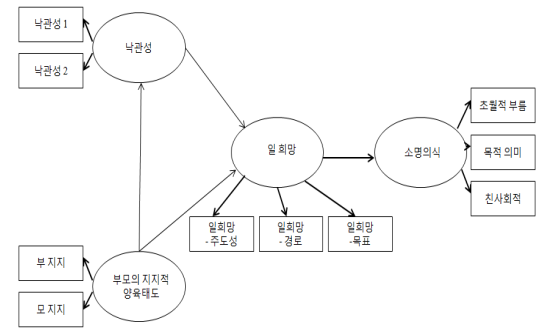 낙관성 1
낙관성
낙관성 2
초월적 부름
일 희망
소명의식
목적 의미
친사회적
일희망
- 주도성
일희망
- 경로
일희망
-목표
부 지지
부모의 지지적
양육태도
모 지지